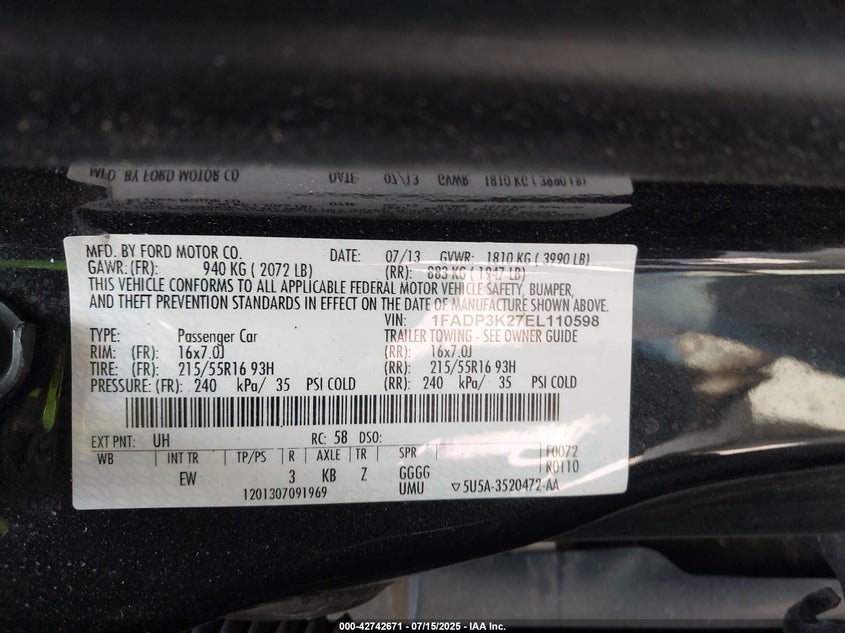 MFD. BY FORD MOTOR CO. DATE: 07/13 GVWR: 1810 KG ( 3990 LB)
MFD. BY FORD MOTOR CO. DATE: 07/13 GVWR: 1810 KG ( 3990 LB)
GAWR: (FR): 940 KG ( 2072 LB) (RR): 883 KG ( 1947 LB)
THIS VEHICLE CONFORMS TO ALL APPLICABLE FEDERAL MOTOR VEHICLE SAFETY, BUMPER,
AND THEFT PREVENTION STANDARDS IN EFFECT ON THE DATE OF MANUFACTURE SHOWN ABOVE.
VIN: 1FADP3K27EL110598
TYPE: Passenger Car TRAILER TOWING - SEE OWNER GUIDE
RIM: (FR): 16x7.0J (RR): 16x7.0J
TIRE: (FR): 215/55R16 93H (RR): 215/55R16 93H
PRESSURE: (FR): 240 kPa/ 35 PSI COLD (RR): 240 kPa/ 35 PSI COLD
EXT PNT: UH RC: 58 DSO: F0072
WB INT TR TP/PS R AXLE TR SPR R0110
EW 3 KB Z GGGG
1201307091969 UMU ▽5U5A-3520472-AA
000-42742671 - 07/15/2025 - IAA Inc.